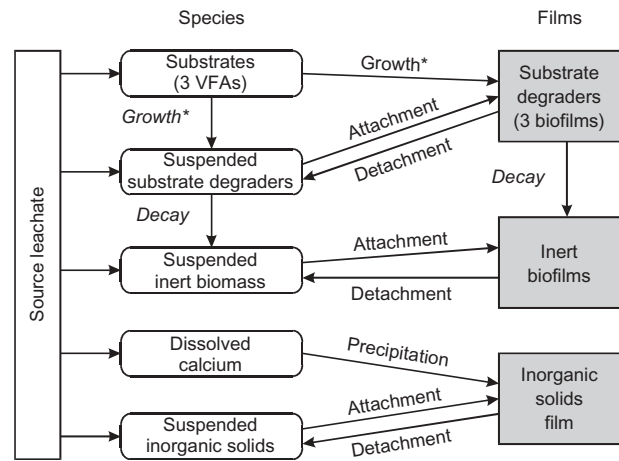 Species
Films
Source leachate
Substrates
(3 VFAs)
Growth*
Substrate
degraders
(3 biofilms)
Growth*
Attachment
Detachment
Suspended
substrate degraders
Decay
Decay
Suspended
inert biomass
Attachment
Detachment
Inert
biofilms
Dissolved
calcium
Precipitation
Inorganic
solids
film
Attachment
Detachment
Suspended
inorganic solids